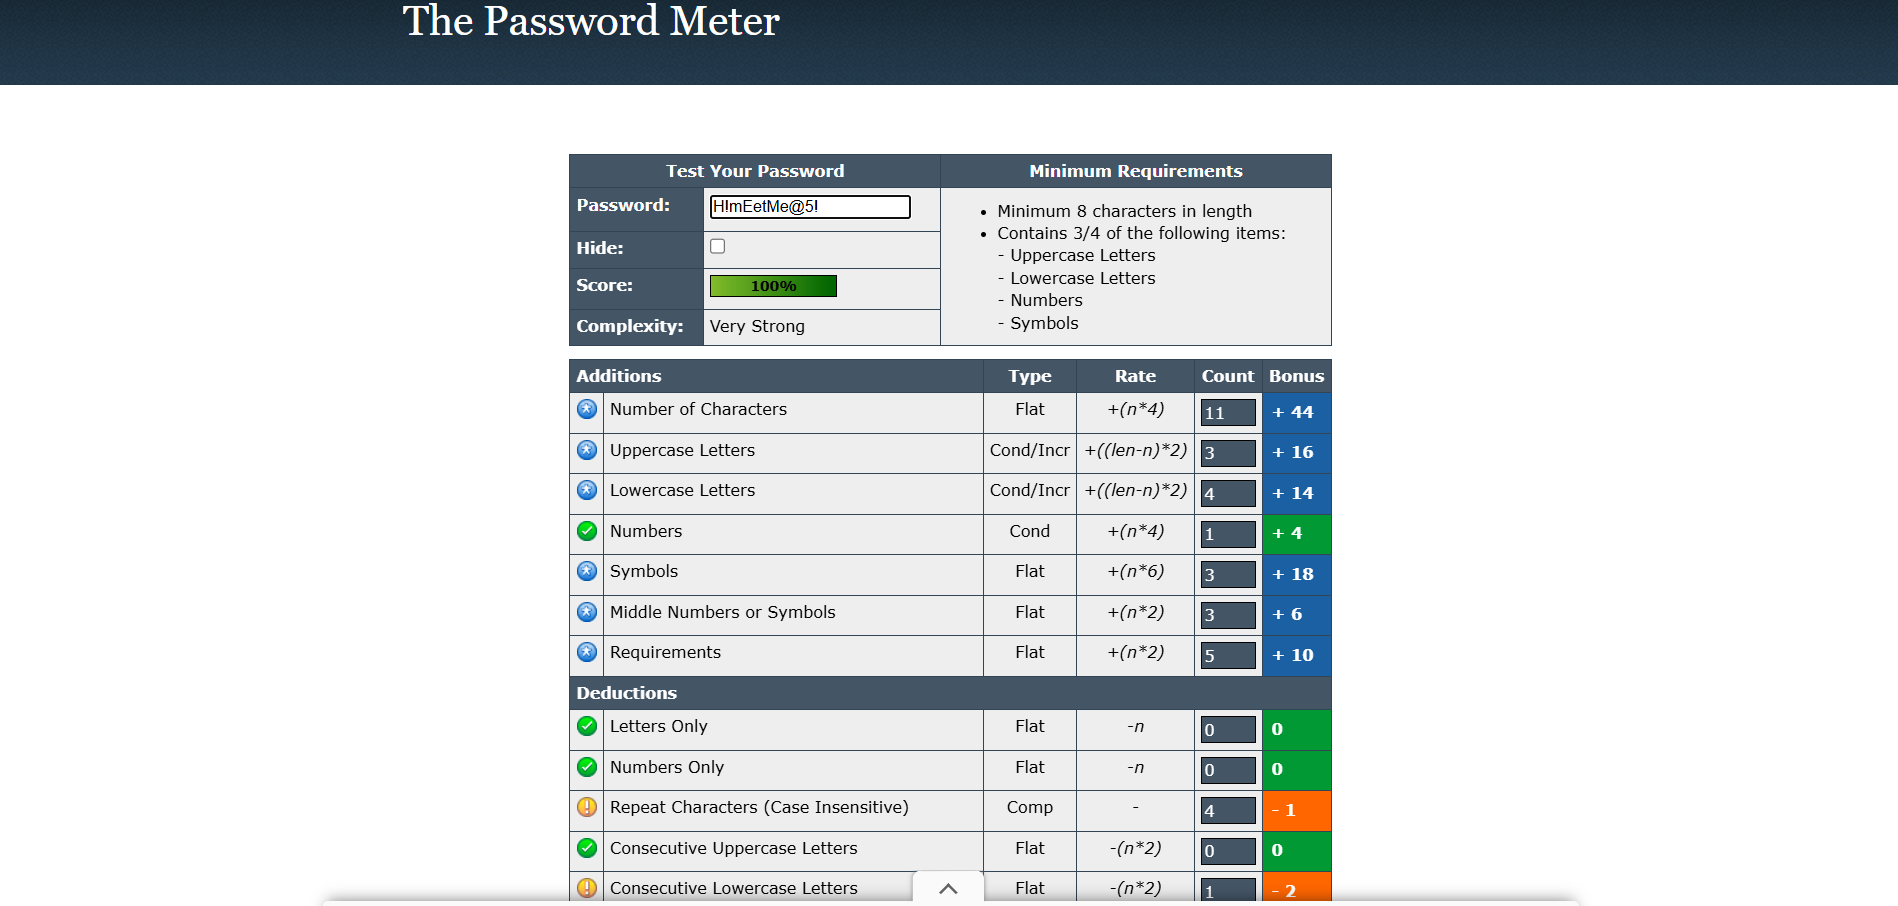 The Password Meter
Test Your Password Minimum Requirements
Password: H!mEetMe@5!
Hide:
Score: 100%
Complexity: Very Strong
• Minimum 8 characters in length
• Contains 3/4 of the following items:
- Uppercase Letters
- Lowercase Letters
- Numbers
- Symbols
Additions Type Rate Count Bonus
Number of Characters Flat +(n*4) 11 + 44
Uppercase Letters Cond/Incr +((len-n)*2) 3 + 16
Lowercase Letters Cond/Incr +((len-n)*2) 4 + 14
Numbers Cond +(n*4) 1 + 4
Symbols Flat +(n*6) 3 + 18
Middle Numbers or Symbols Flat +(n*2) 3 + 6
Requirements Flat +(n*2) 5 + 10
Deductions
Letters Only Flat -n 0 0
Numbers Only Flat -n 0 0
Repeat Characters (Case Insensitive) Comp - 4 - 1
Consecutive Uppercase Letters Flat -(n*2) 0 0
Consecutive Lowercase Letters Flat -(n*2) 1 - 2